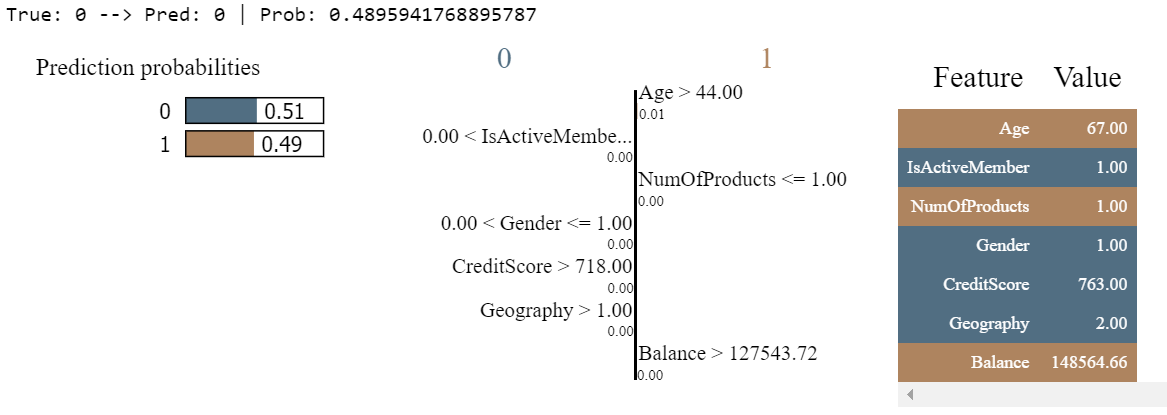 True: 0 --> Pred: 0 | Prob: 0.4895941768895787
Prediction probabilities
0 0.51
1 0.49
0 1
Age > 44.00
0.01
0.00 < IsActiveMembe...
0.00
NumOfProducts <= 1.00
0.00
0.00 < Gender <= 1.00
0.00
CreditScore > 718.00
0.00
Geography > 1.00
0.00
Balance > 127543.72
0.00
Feature Value
Age 67.00
IsActiveMember 1.00
NumOfProducts 1.00
Gender 1.00
CreditScore 763.00
Geography 2.00
Balance 148564.66